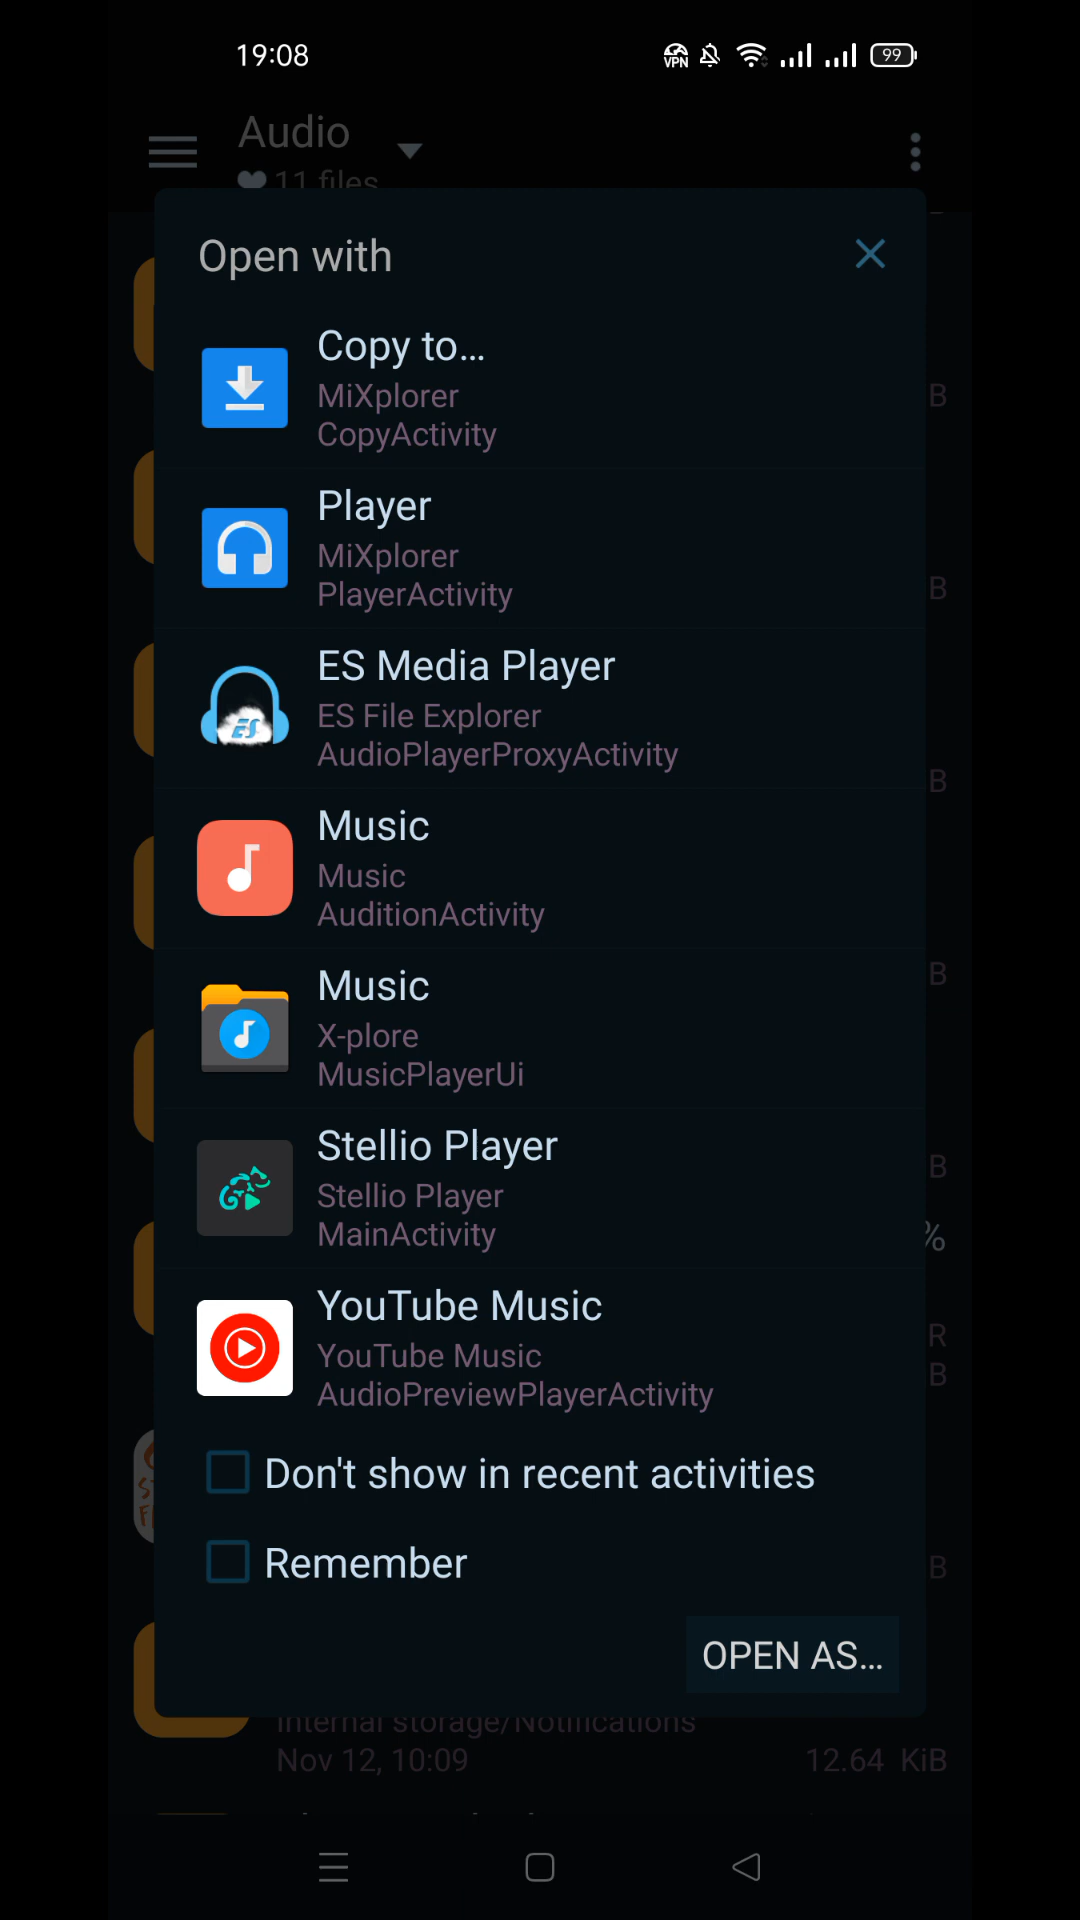 19:08
VPN
99
Audio
11 files
Open with
Copy to...
MiXplorer
CopyActivity
B
Player
MiXplorer
PlayerActivity
B
ES Media Player
ES File Explorer
AudioPlayerProxyActivity
B
Music
Music
AuditionActivity
B
Music
X-plore
MusicPlayerUi
Stellio Player
Stellio Player
MainActivity
B
%
YouTube Music
YouTube Music
AudioPreviewPlayerActivity
R
B
Don't show in recent activities
Remember
B
OPEN AS...
Internal storage/Notifications
Nov 12, 10:09
12.64 KiB